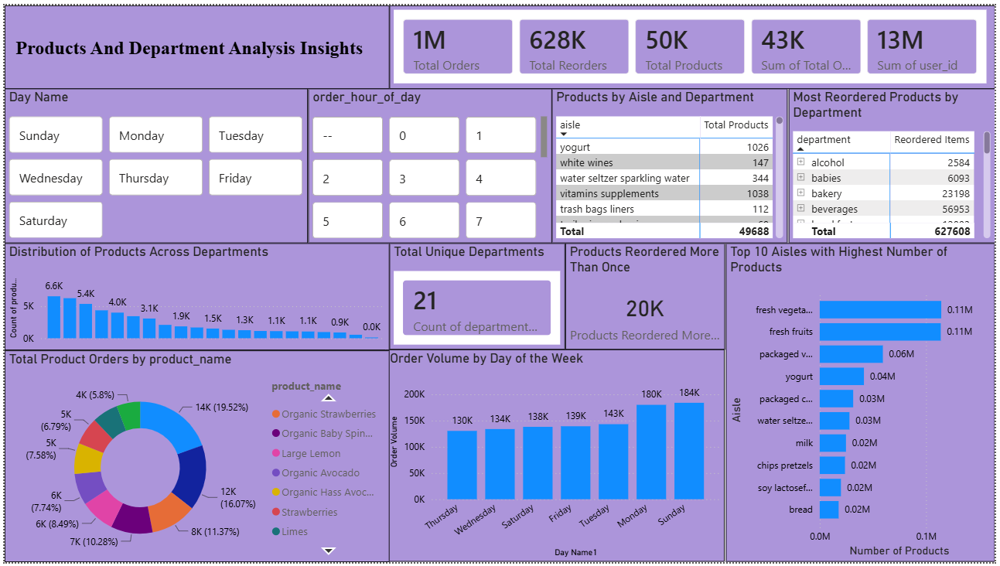 Products And Department Analysis Insights
1M
Total Orders
628K
Total Reorders
50K
Total Products
43K
Sum of Total O...
13M
Sum of user_id
Day Name
Sunday
Monday
Tuesday
Wednesday
Thursday
Friday
Saturday
order_hour_of_day
--
0
1
2
3
4
5
6
7
Products by Aisle and Department
aisle Total Products
yogurt 1026
white wines 147
water seltzer sparkling water 344
vitamins supplements 1038
trash bags liners 112
Total 49688
Most Reordered Products by
Department
department Reordered Items
alcohol 2584
babies 6093
bakery 23198
beverages 56953
Total 627608
Distribution of Products Across Departments
Count of produ...
5K
0K
6.6K
5.4K
4.0K
3.1K
1.9K
1.5K
1.3K
1.1K
1.1K
0.9K
0.0K
Total Unique Departments
21
Count of department...
Products Reordered More
Than Once
20K
Products Reordered More...
Top 10 Aisles with Highest Number of
Products
Aisle
fresh vegeta... 0.11M
fresh fruits 0.11M
packaged v... 0.06M
yogurt 0.04M
packaged c... 0.03M
water seltze... 0.03M
milk 0.02M
chips pretzels 0.02M
soy lactosef... 0.02M
bread 0.02M
0.0M 0.1M
Number of Products
Total Product Orders by product_name
14K (19.52%)
12K
(16.07%)
8K (11.37%)
7K (10.28%)
6K (8.49%)
6K
(7.74%)
5K
(7.58%)
5K
(6.79%)
4K (5.8%)
product_name
Organic Strawberries
Organic Baby Spin...
Large Lemon
Organic Avocado
Organic Hass Avoc...
Strawberries
Limes
Order Volume by Day of the Week
Order Volume
200K
150K
100K
50K
0K
130K
134K
138K
139K
143K
180K
184K
Thursday
Wednesday
Saturday
Friday
Tuesday
Monday
Sunday
Day Name1